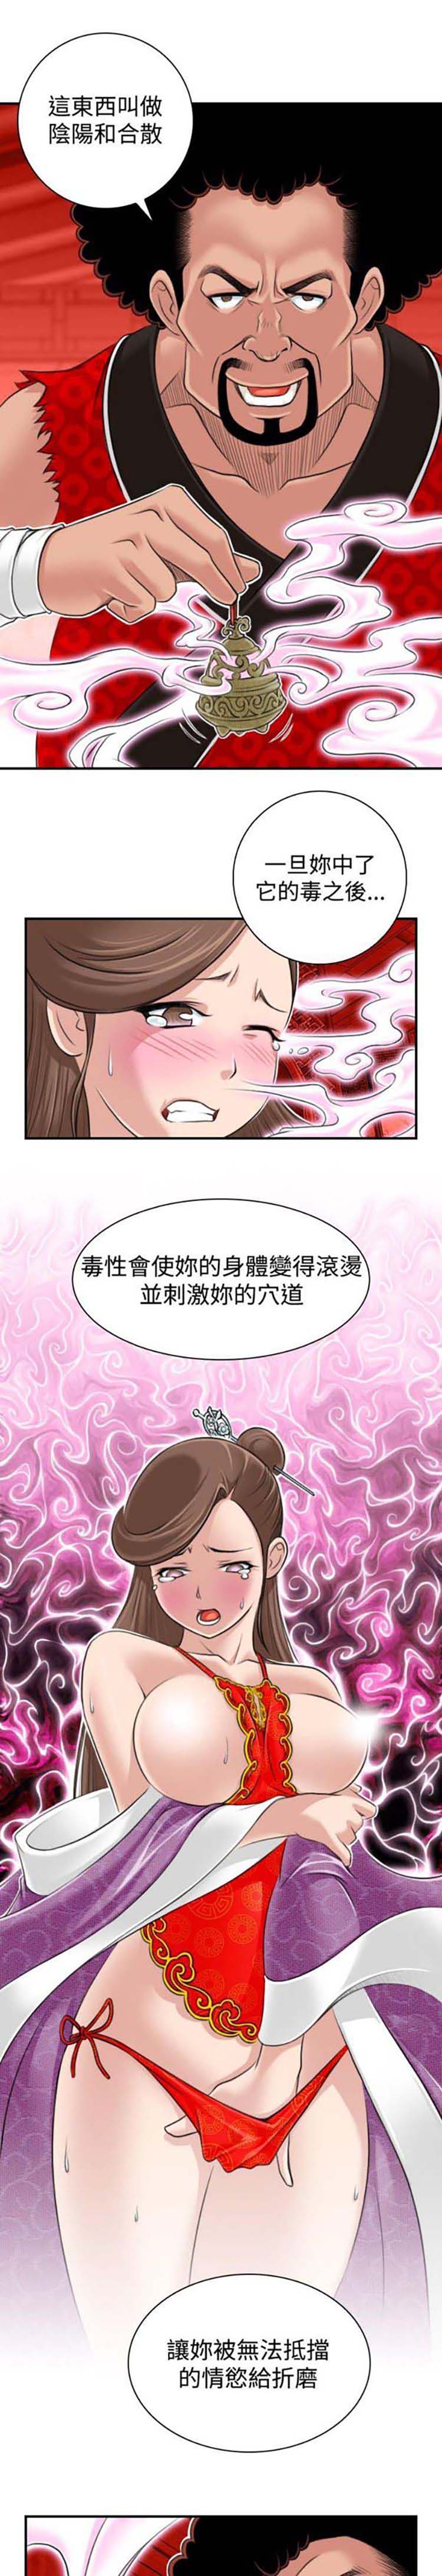 這東西叫做
陰陽和合散
一旦妳中了
它的毒之後…
毒性會使妳的身體變得滾燙
並刺激妳的穴道
讓妳被無法抵擋
的情慾給折磨